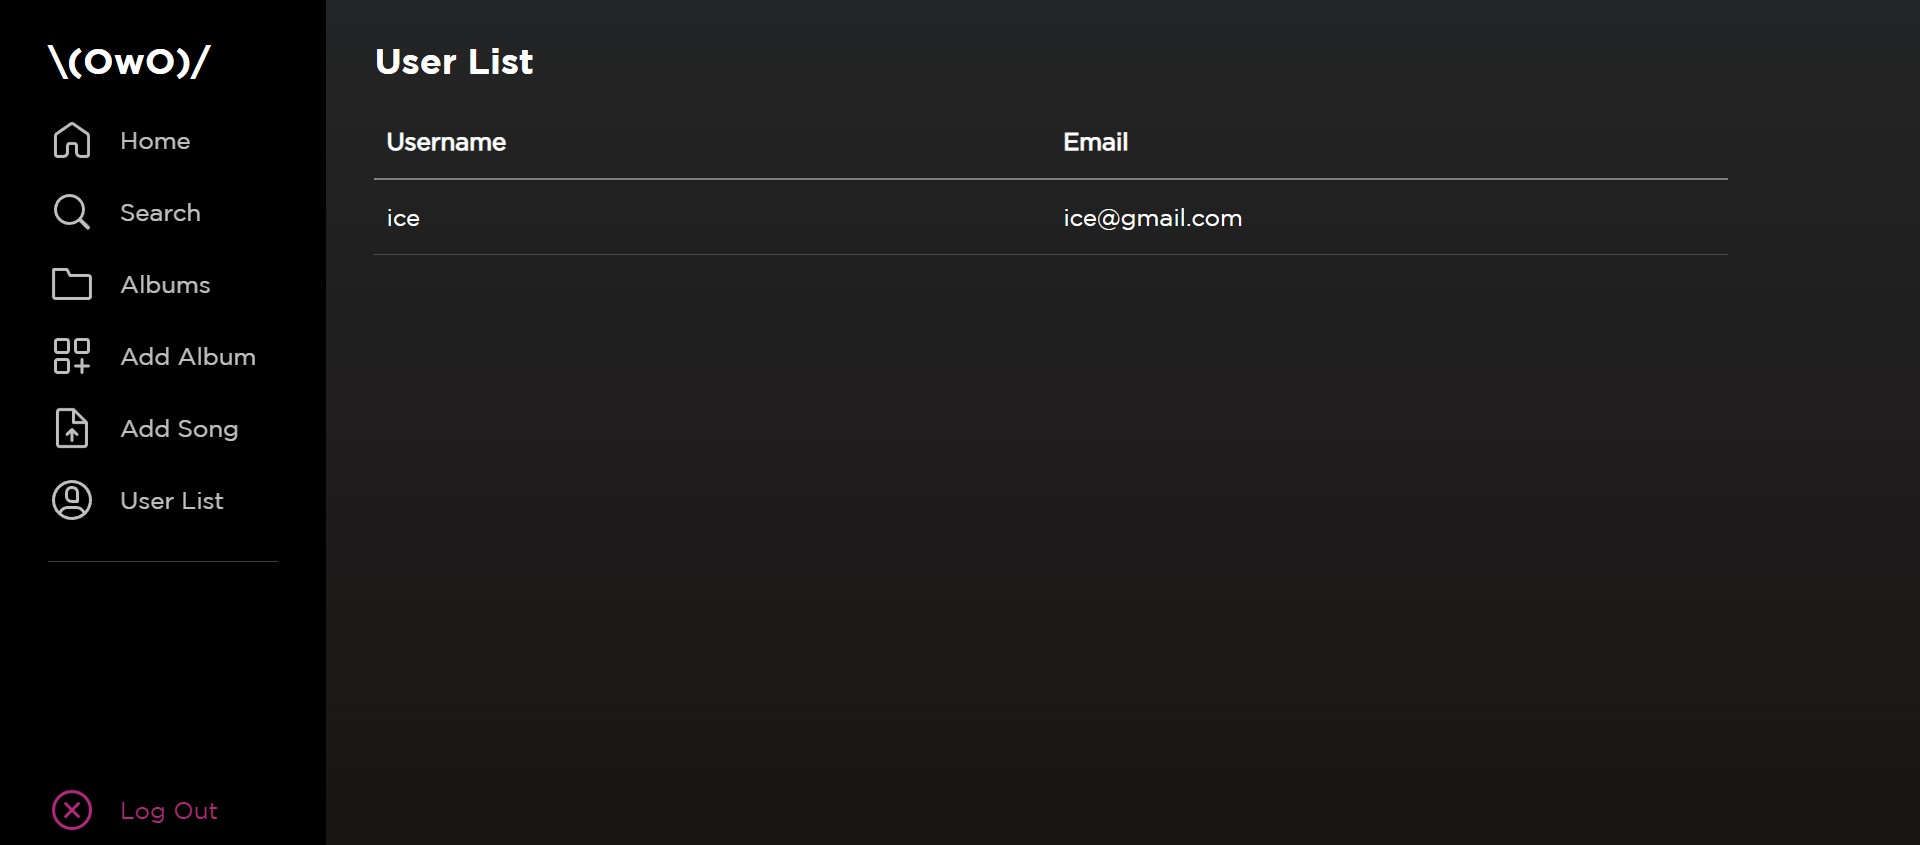 \(OwO)/
Home
Search
Albums
Add Album
Add Song
User List
Log Out
User List
Username Email
ice ice@gmail.com